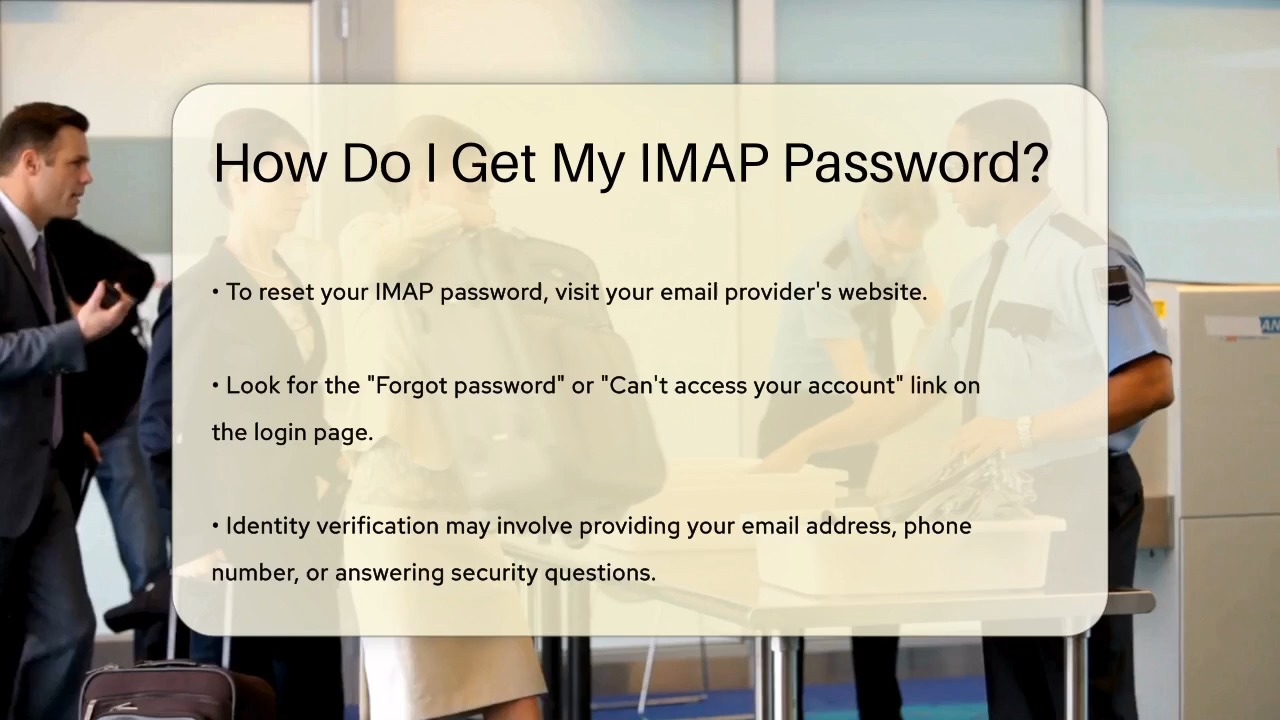 How Do I Get My IMAP Password?
• To reset your IMAP password, visit your email provider's website.
• Look for the "Forgot password" or "Can't access your account" link on
the login page.
• Identity verification may involve providing your email address, phone
number, or answering security questions.